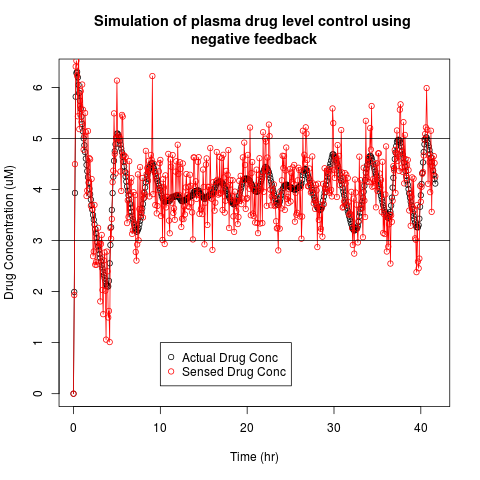 Simulation of plasma drug level control using
negative feedback
Drug Concentration (uM)
6
5
4
3
2
1
0
Actual Drug Conc
Sensed Drug Conc
0
10
20
30
40
Time (hr)